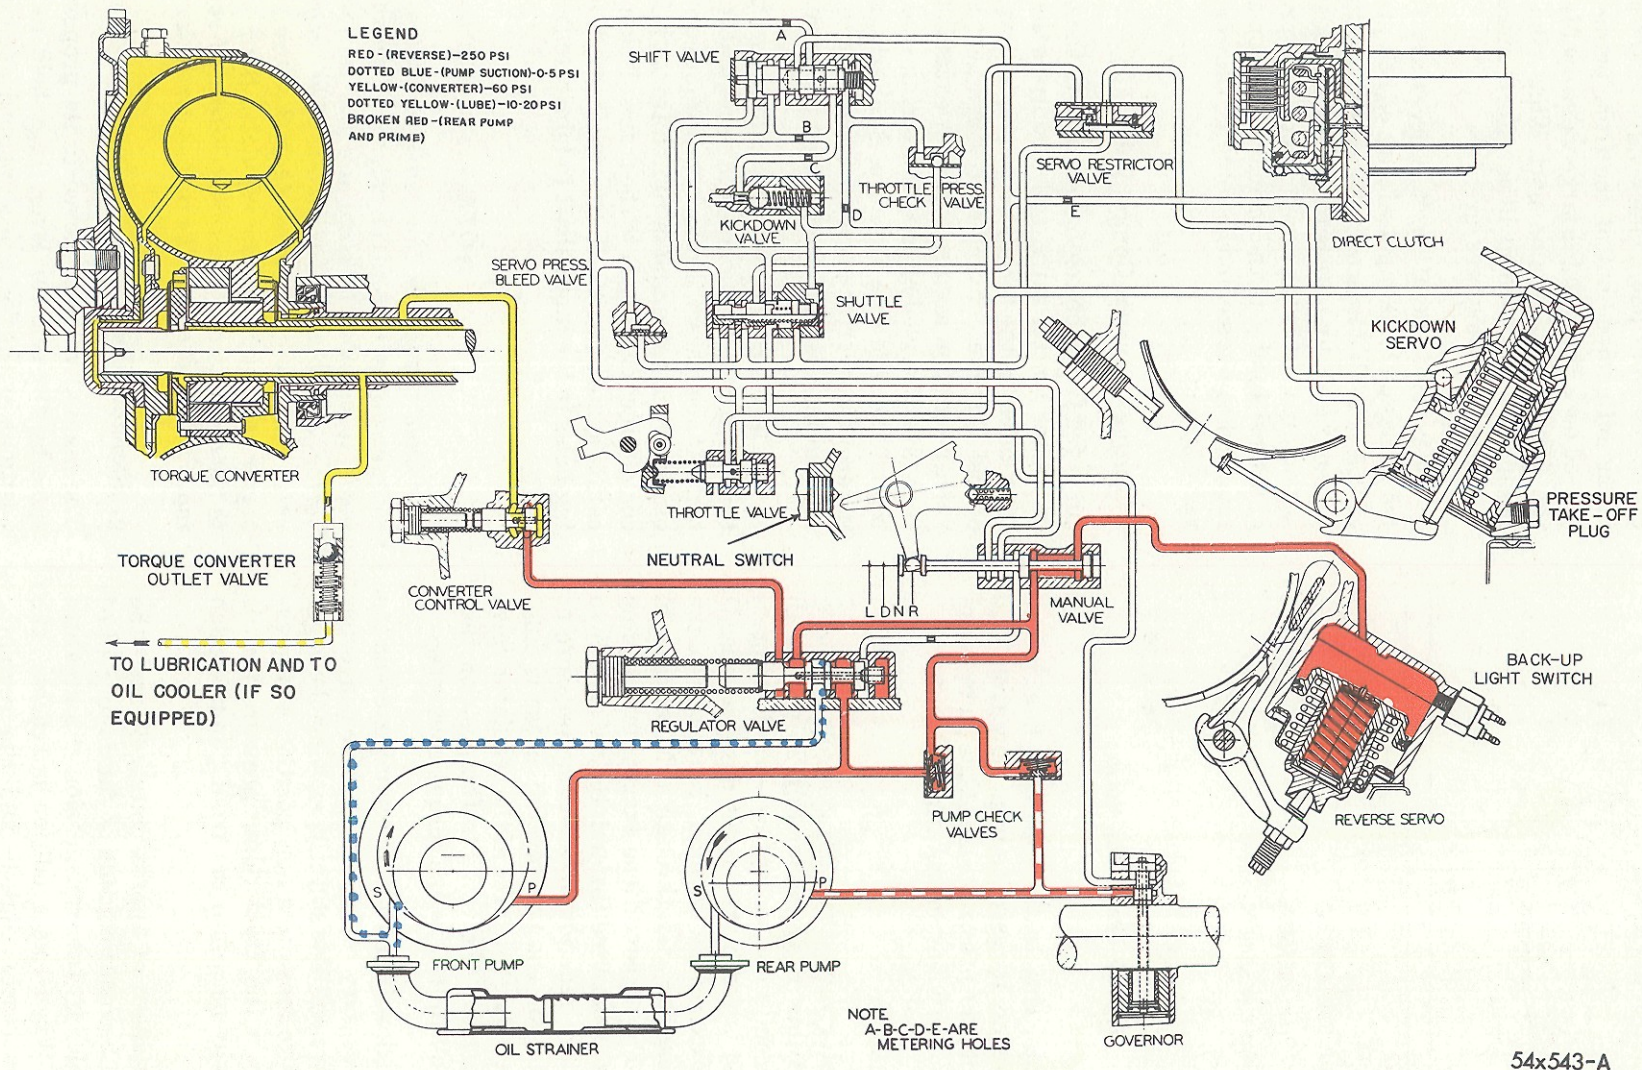 LEGEND
RED-(REVERSE)-250 PSI
DOTTED BLUE-(PUMP SUCTION)-0-5 PSI
YELLOW-(CONVERTER)-60 PSI
DOTTED YELLOW-(LUBE)-10-20 PSI
BROKEN RED-(REAR PUMP
AND PRIME)
A
SHIFT VALVE
B
C
D
E
SERVO RESTRICTOR
VALVE
THROTTLE PRESS.
CHECK VALVE
KICKDOWN
VALVE
DIRECT CLUTCH
SERVO PRESS.
BLEED VALVE
SHUTTLE
VALVE
KICKDOWN
SERVO
TORQUE CONVERTER
THROTTLE VALVE
PRESSURE
TAKE-OFF
PLUG
NEUTRAL SWITCH
TORQUE CONVERTER
OUTLET VALVE
CONVERTER
CONTROL VALVE
L D N R
MANUAL
VALVE
TO LUBRICATION AND TO
OIL COOLER (IF SO
EQUIPPED)
BACK-UP
LIGHT SWITCH
REGULATOR VALVE
PUMP CHECK
VALVES
REVERSE SERVO
S
P
S
P
FRONT PUMP
REAR PUMP
NOTE
A-B-C-D-E-ARE
METERING HOLES
OIL STRAINER
GOVERNOR
54x543-A